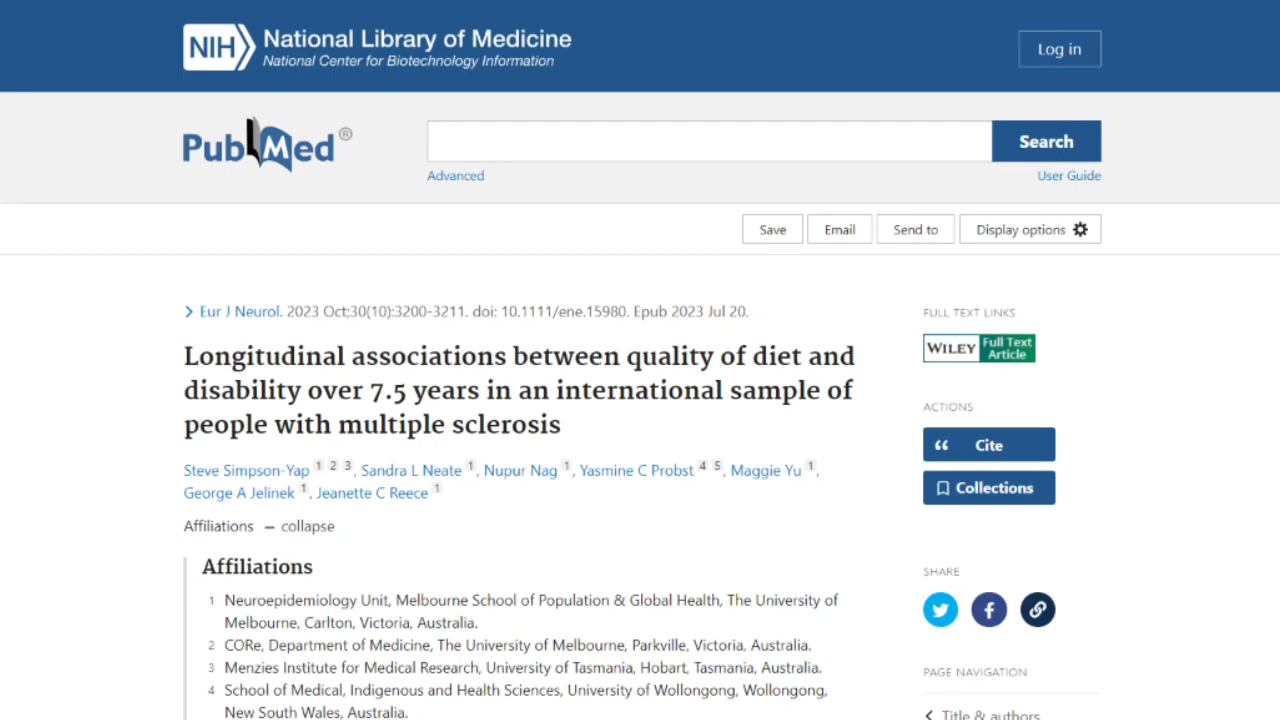 NIH National Library of Medicine
National Center for Biotechnology Information
Log in
PubMed®
Search
Advanced
User Guide
Save
Email
Send to
Display options
Eur J Neurol. 2023 Oct;30(10):3200-3211. doi: 10.1111/ene.15980. Epub 2023 Jul 20.
Longitudinal associations between quality of diet and
disability over 7.5 years in an international sample of
people with multiple sclerosis
Steve Simpson-Yap 1 2 3, Sandra L Neate 1, Nupur Nag 1, Yasmine C Probst 4 5, Maggie Yu 1,
George A Jelinek 1, Jeanette C Reece 1
Affiliations – collapse
Affiliations
1 Neuroepidemiology Unit, Melbourne School of Population & Global Health, The University of
Melbourne, Carlton, Victoria, Australia.
2 CORe, Department of Medicine, The University of Melbourne, Parkville, Victoria, Australia.
3 Menzies Institute for Medical Research, University of Tasmania, Hobart, Tasmania, Australia.
4 School of Medical, Indigenous and Health Sciences, University of Wollongong, Wollongong,
New South Wales, Australia.
FULL TEXT LINKS
WILEY Full Text
Article
ACTIONS
Cite
Collections
SHARE
PAGE NAVIGATION
Title & authors